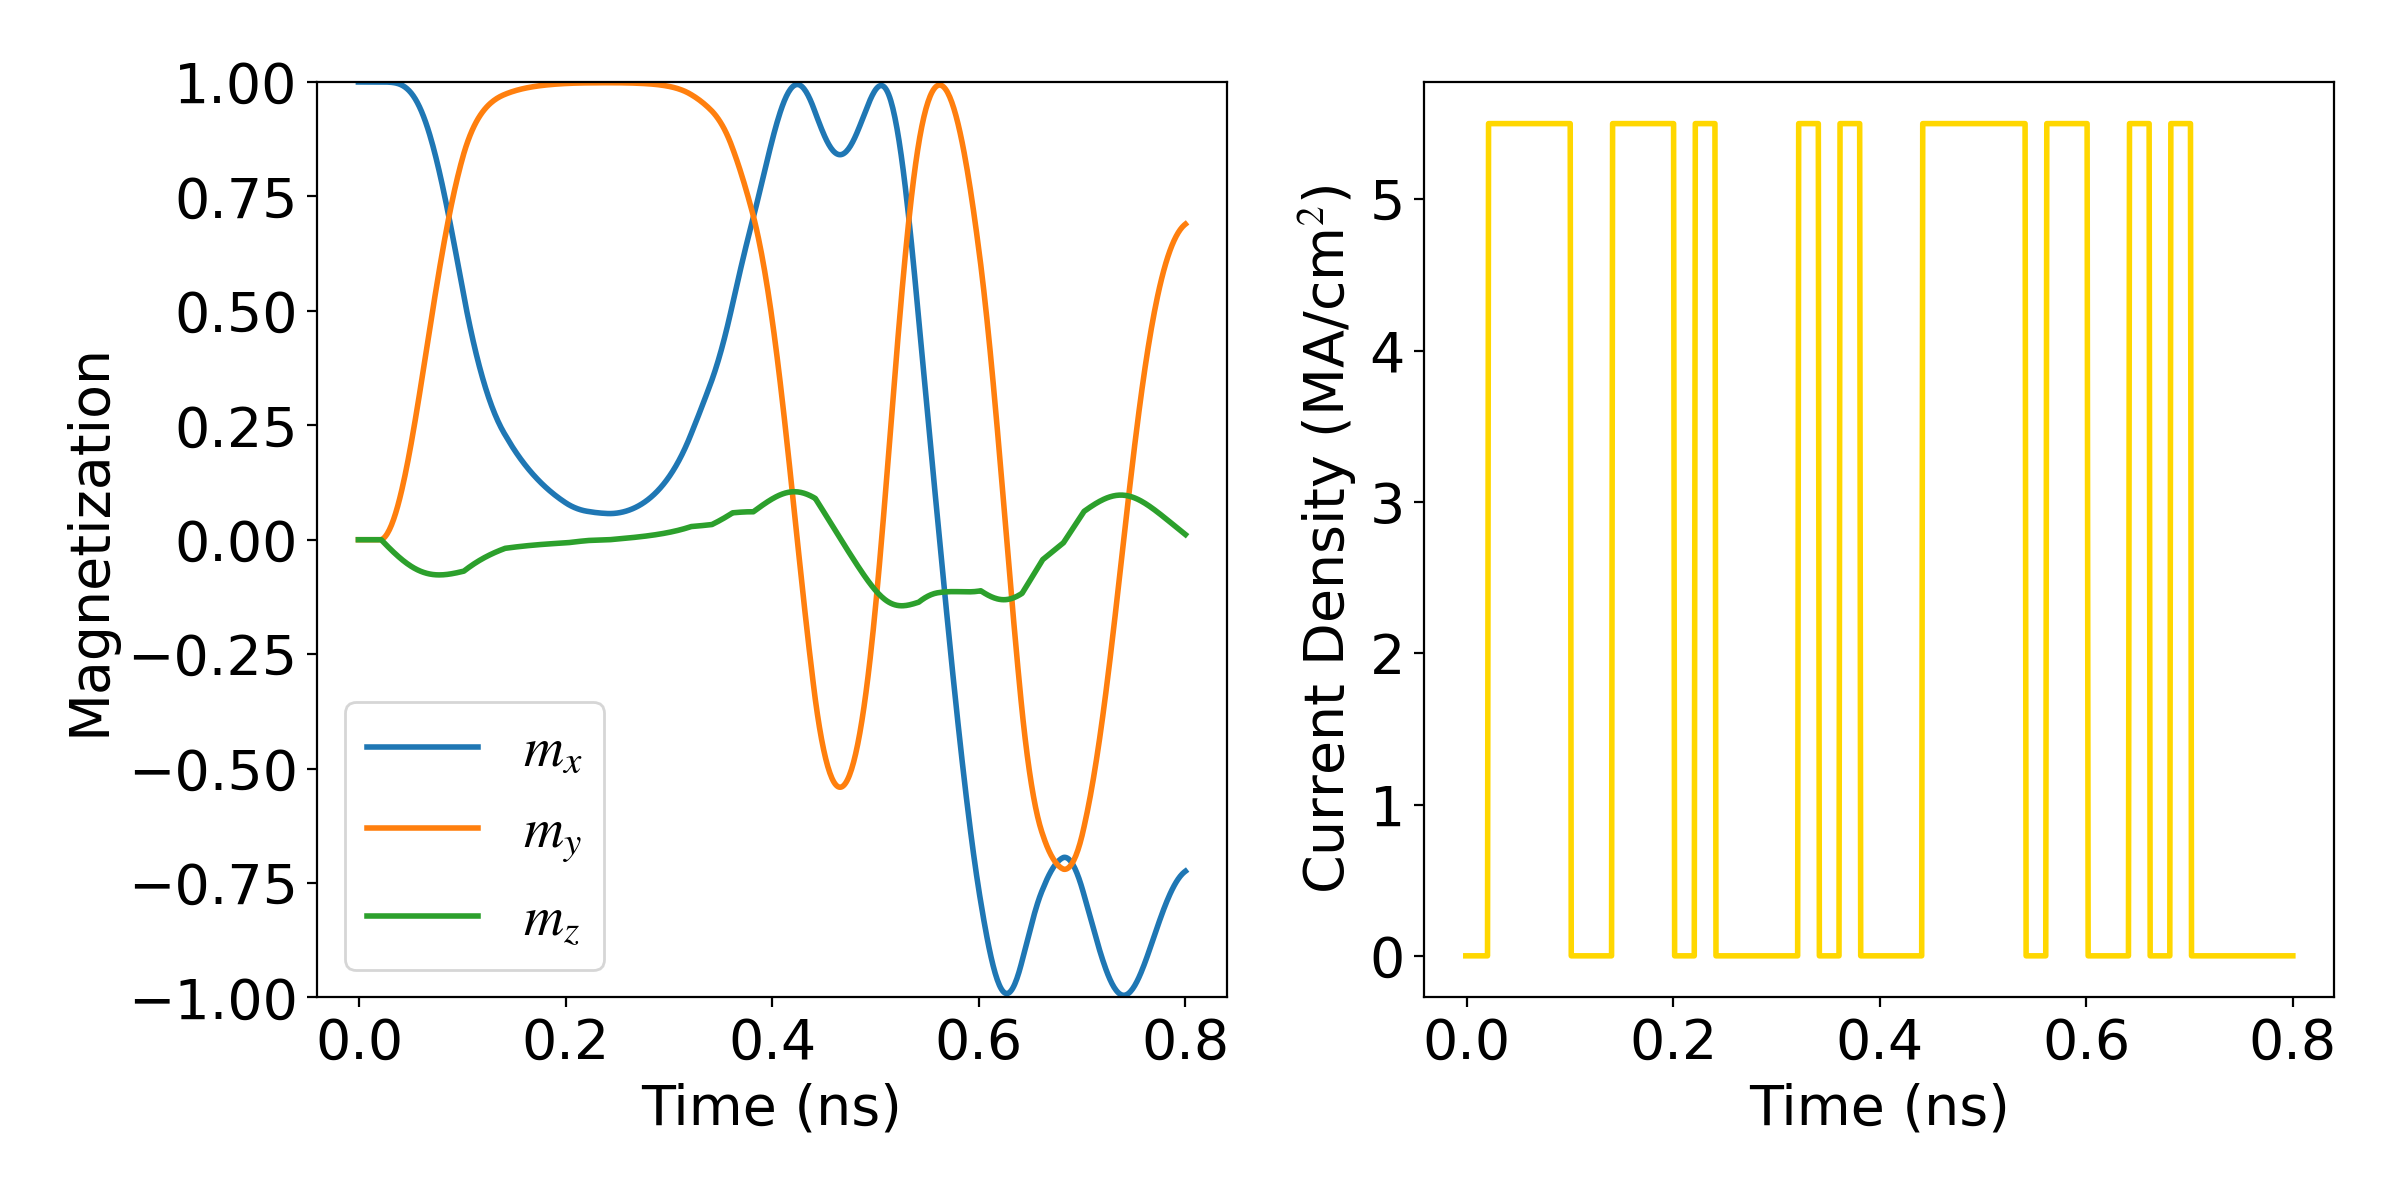 Magnetization
1.00
0.75
0.50
0.25
0.00
−0.25
−0.50
−0.75
−1.00
m_x
m_y
m_z
0.0 0.2 0.4 0.6 0.8
Time (ns)
Current Density (MA/cm²)
5
4
3
2
1
0
0.0 0.2 0.4 0.6 0.8
Time (ns)